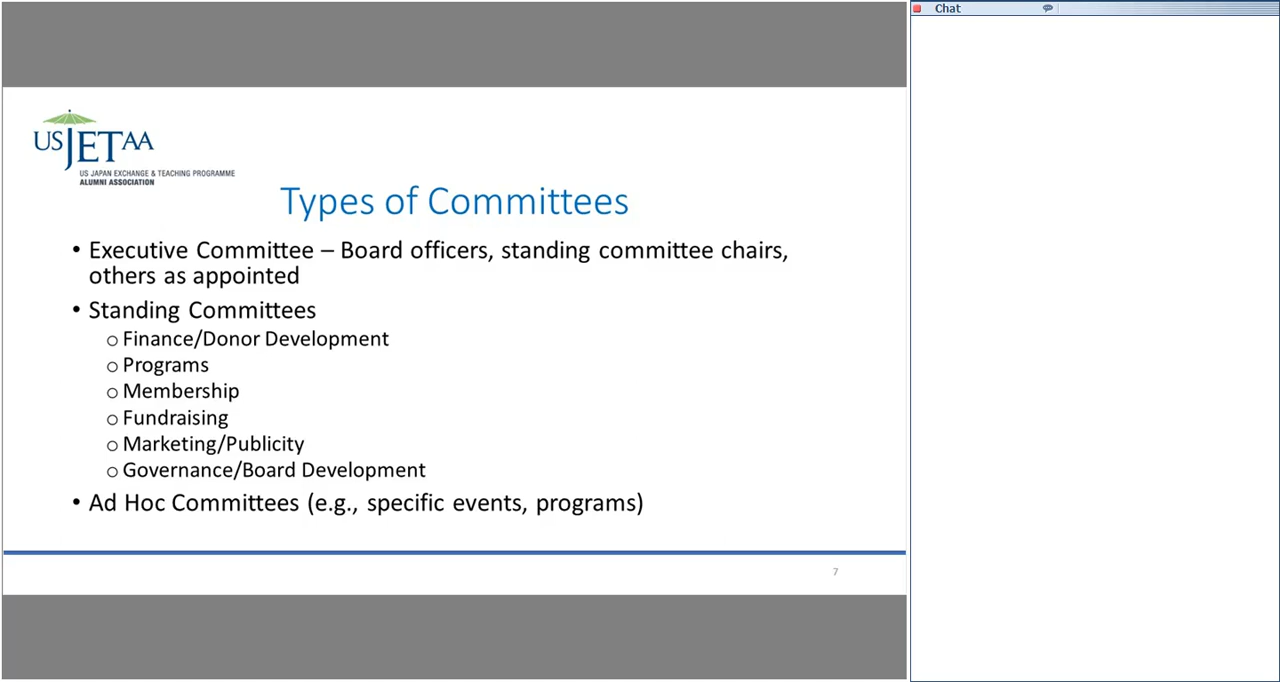 Chat
US JET AA
US JAPAN EXCHANGE & TEACHING PROGRAMME
ALUMNI ASSOCIATION
Types of Committees
• Executive Committee – Board officers, standing committee chairs,
others as appointed
• Standing Committees
o Finance/Donor Development
o Programs
o Membership
o Fundraising
o Marketing/Publicity
o Governance/Board Development
• Ad Hoc Committees (e.g., specific events, programs)
7